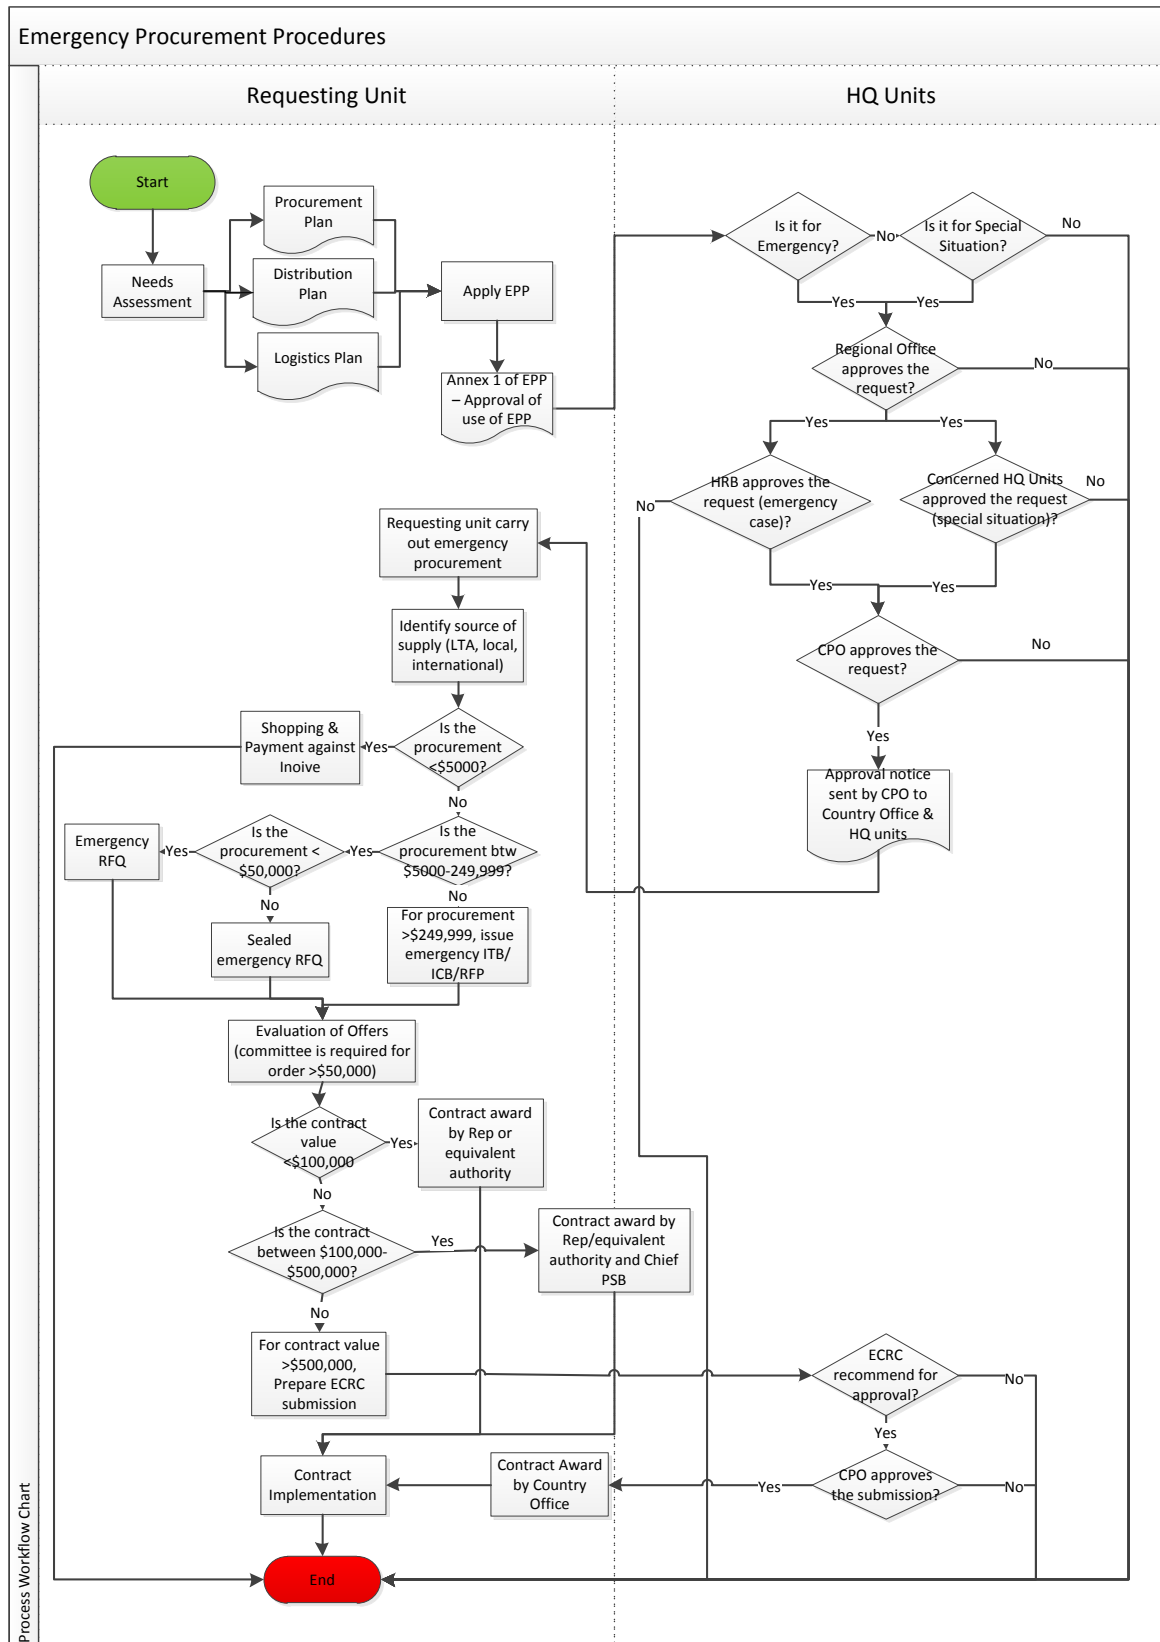 Emergency Procurement Procedures
Requesting Unit
HQ Units
Process Workflow Chart
Start
Needs
Assessment
Procurement
Plan
Distribution
Plan
Logistics Plan
Apply EPP
Annex 1 of EPP
– Approval of
use of EPP
Is it for
Emergency?
No
Is it for Special
Situation?
No
Yes
Yes
Regional Office
approves the
request?
No
Yes
Yes
HRB approves the
request (emergency
case)?
No
Concerned HQ Units
approved the request
(special situation)?
No
Yes
Yes
CPO approves the
request?
No
Yes
Approval notice
sent by CPO to
Country Office &
HQ units
Requesting unit carry
out emergency
procurement
Identify source of
supply (LTA, local,
international)
Is the
procurement
<$5000?
Yes
Shopping &
Payment against
Inoive
No
Is the
procurement btw
$5000-249,999?
Yes
Is the
procurement <
$50,000?
Yes
Emergency
RFQ
No
Sealed
emergency RFQ
No
For procurement
>$249,999, issue
emergency ITB/
ICB/RFP
Evaluation of Offers
(committee is required for
order >$50,000)
Is the contract
value
<$100,000
Yes
Contract award
by Rep or
equivalent
authority
No
Is the contract
between $100,000-
$500,000?
Yes
Contract award by
Rep/equivalent
authority and Chief
PSB
No
For contract value
>$500,000,
Prepare ECRC
submission
ECRC
recommend for
approval?
No
Yes
CPO approves
the submission?
No
Yes
Contract Award
by Country
Office
Contract
Implementation
End